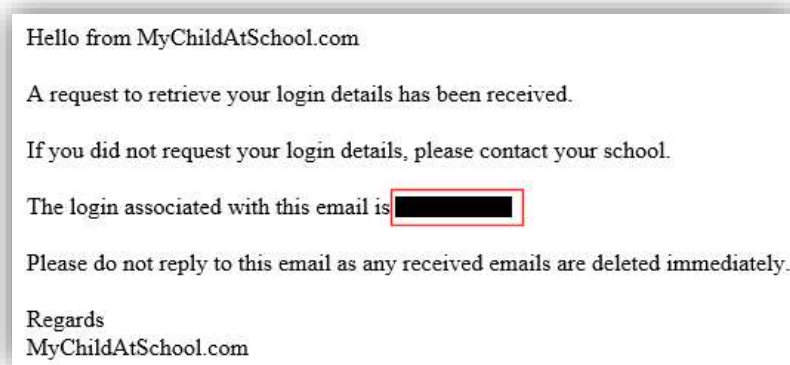 Hello from MyChildAtSchool.com
A request to retrieve your login details has been received.
If you did not request your login details, please contact your school.
The login associated with this email is
Please do not reply to this email as any received emails are deleted immediately.
Regards
MyChildAtSchool.com